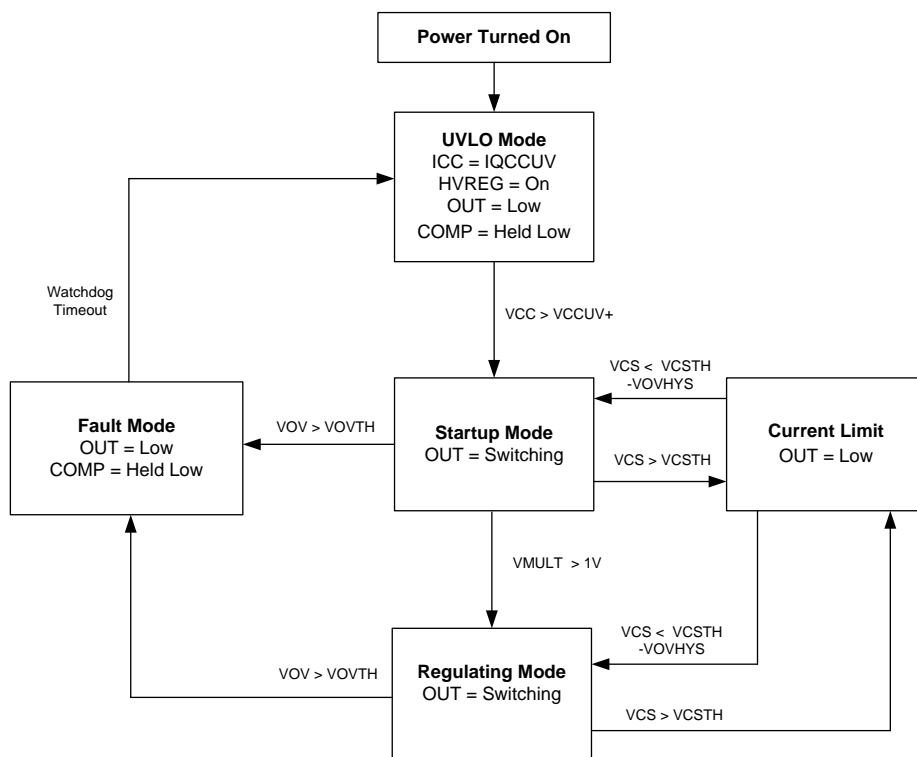 Power Turned On
UVLO Mode
ICC = IQCCUV
HVREG = On
OUT = Low
COMP = Held Low
Watchdog
Timeout
VCC > VCCUV+
VCS < VCSTH
-VOVHYS
Fault Mode
OUT = Low
COMP = Held Low
VOV > VOVTH
Startup Mode
OUT = Switching
VCS > VCSTH
Current Limit
OUT = Low
VMULT > 1V
VCS < VCSTH
-VOVHYS
VOV > VOVTH
Regulating Mode
OUT = Switching
VCS > VCSTH